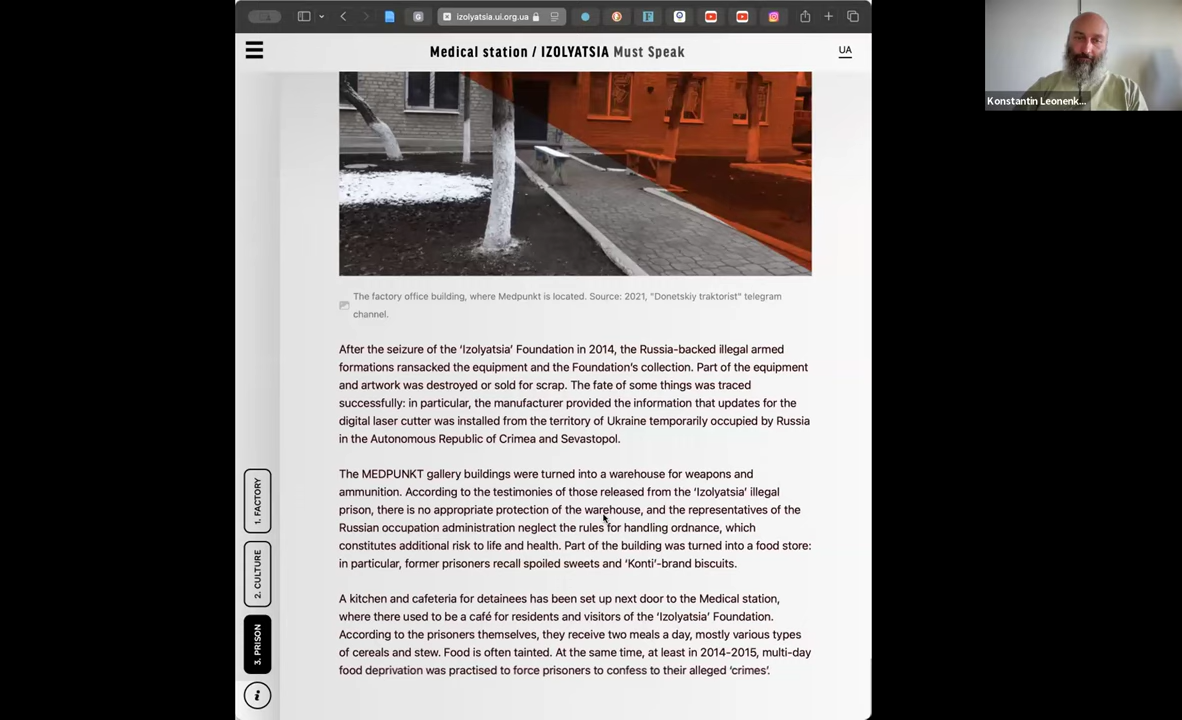 izolyatsia.ui.org.ua
Medical station / IZOLYATSIA Must Speak
UA
Konstantin Leonenk...
The factory office building, where Medpunkt is located. Source: 2021, "Donetskiy traktorist" telegram
channel.
After the seizure of the ‘Izolyatsia’ Foundation in 2014, the Russia-backed illegal armed
formations ransacked the equipment and the Foundation’s collection. Part of the equipment
and artwork was destroyed or sold for scrap. The fate of some things was traced
successfully: in particular, the manufacturer provided the information that updates for the
digital laser cutter was installed from the territory of Ukraine temporarily occupied by Russia
in the Autonomous Republic of Crimea and Sevastopol.
The MEDPUNKT gallery buildings were turned into a warehouse for weapons and
ammunition. According to the testimonies of those released from the ‘Izolyatsia’ illegal
prison, there is no appropriate protection of the warehouse, and the representatives of the
Russian occupation administration neglect the rules for handling ordnance, which
constitutes additional risk to life and health. Part of the building was turned into a food store:
in particular, former prisoners recall spoiled sweets and ‘Konti’-brand biscuits.
A kitchen and cafeteria for detainees has been set up next door to the Medical station,
where there used to be a café for residents and visitors of the ‘Izolyatsia’ Foundation.
According to the prisoners themselves, they receive two meals a day, mostly various types
of cereals and stew. Food is often tainted. At the same time, at least in 2014-2015, multi-day
food deprivation was practised to force prisoners to confess to their alleged ‘crimes’.
1. FACTORY
2. CULTURE
3. PRISON
i